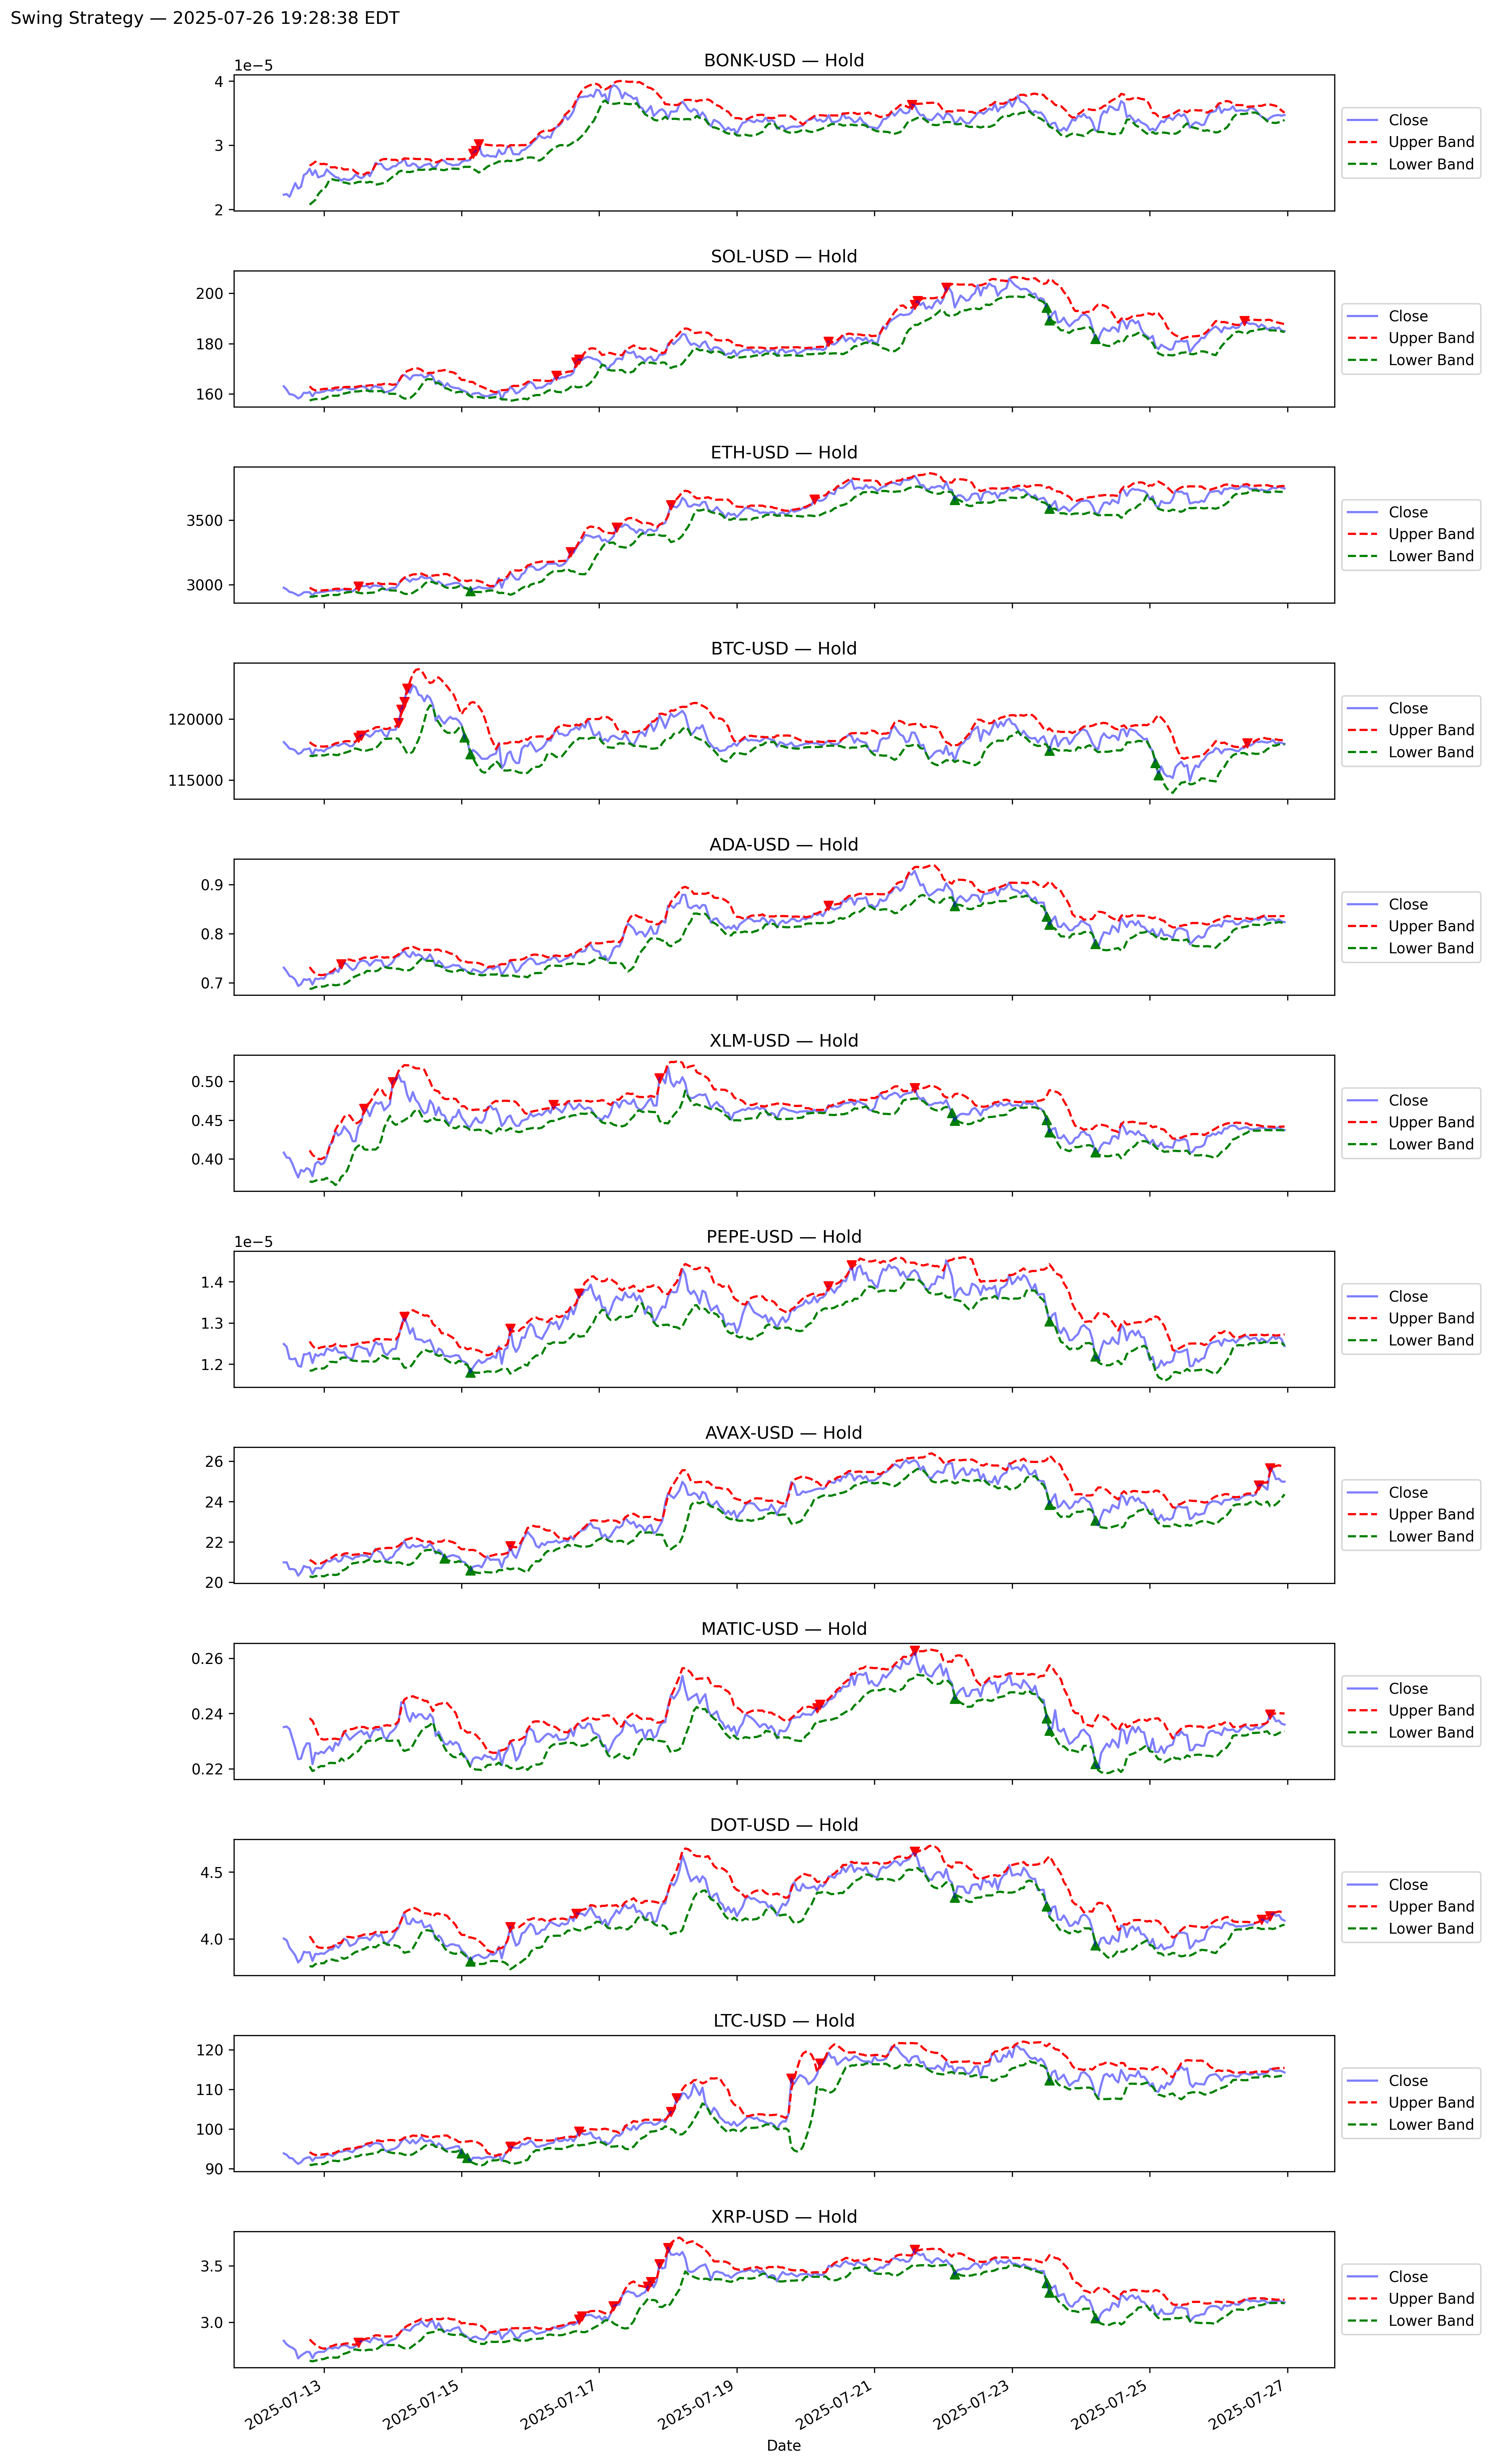 Swing Strategy — 2025-07-26 19:28:38 EDT
BONK-USD — Hold
1e−5
4
3
2
Close
Upper Band
Lower Band
SOL-USD — Hold
200
180
160
Close
Upper Band
Lower Band
ETH-USD — Hold
3500
3000
Close
Upper Band
Lower Band
BTC-USD — Hold
120000
115000
Close
Upper Band
Lower Band
ADA-USD — Hold
0.9
0.8
0.7
Close
Upper Band
Lower Band
XLM-USD — Hold
0.50
0.45
0.40
Close
Upper Band
Lower Band
PEPE-USD — Hold
1e−5
1.4
1.3
1.2
Close
Upper Band
Lower Band
AVAX-USD — Hold
26
24
22
20
Close
Upper Band
Lower Band
MATIC-USD — Hold
0.26
0.24
0.22
Close
Upper Band
Lower Band
DOT-USD — Hold
4.5
4.0
Close
Upper Band
Lower Band
LTC-USD — Hold
120
110
100
90
Close
Upper Band
Lower Band
XRP-USD — Hold
3.5
3.0
Close
Upper Band
Lower Band
2025-07-13
2025-07-15
2025-07-17
2025-07-19
2025-07-21
2025-07-23
2025-07-25
2025-07-27
Date